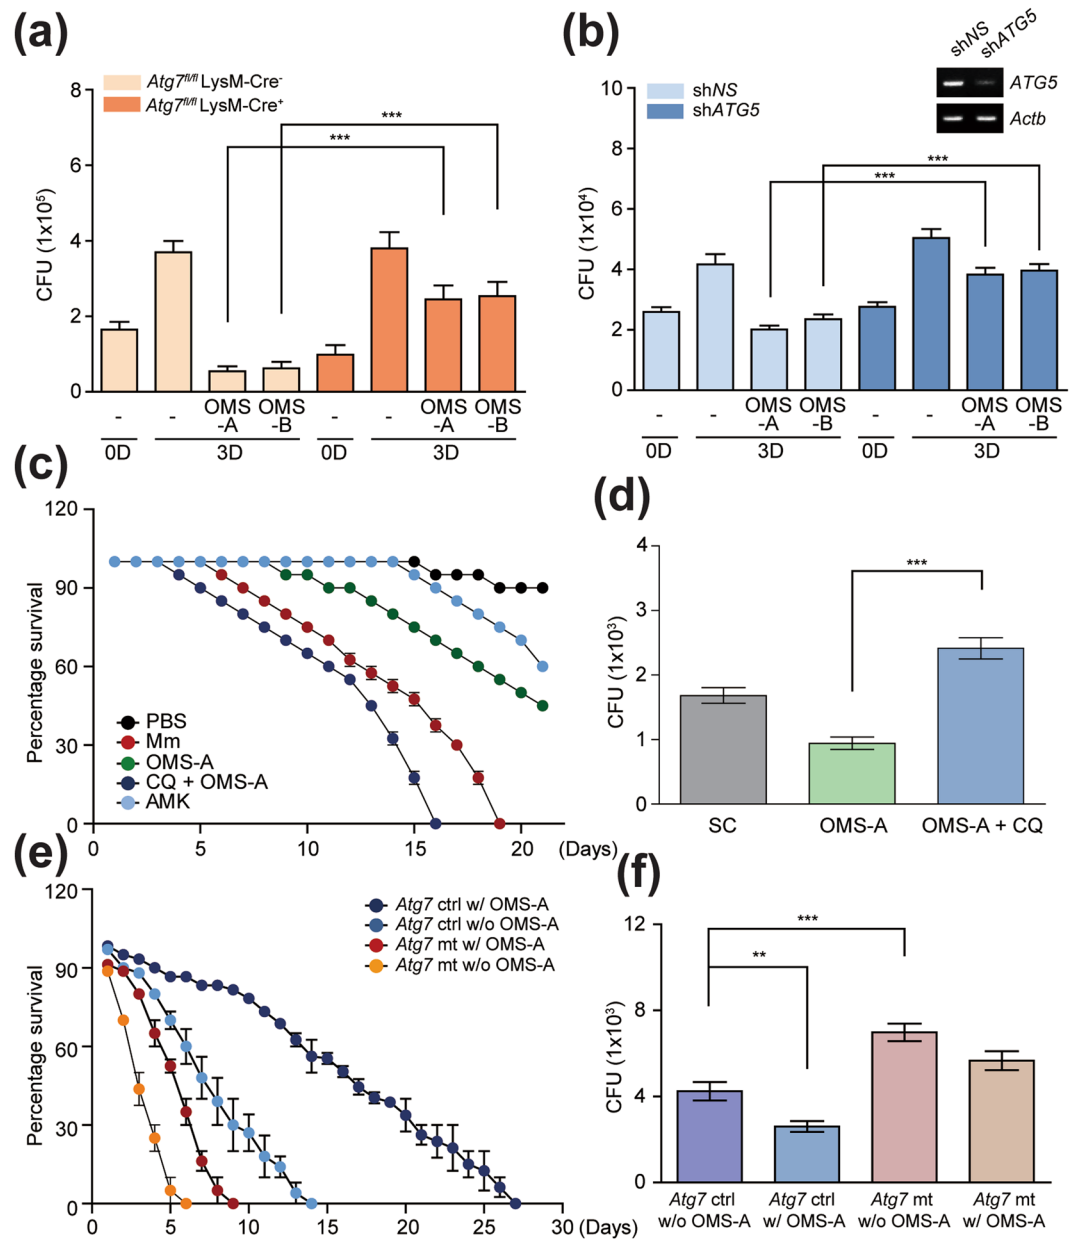 (a)
Atg7fl/fl LysM-Cre-
Atg7fl/fl LysM-Cre+
***
***
CFU (1x10⁵)
8
6
4
2
0
-
-
OMS
-A
OMS
-B
-
-
OMS
-A
OMS
-B
0D
3D
0D
3D
(b)
shNS
shATG5
shNS
shATG5
ATG5
Actb
***
***
CFU (1x10⁴)
10
8
6
4
2
0
-
-
OMS
-A
OMS
-B
-
-
OMS
-A
OMS
-B
0D
3D
0D
3D
(c)
Percentage survival
120
90
60
30
0
PBS
Mm
OMS-A
CQ + OMS-A
AMK
0
5
10
15
20
(Days)
(d)
CFU (1x10³)
4
3
2
1
0
***
SC
OMS-A
OMS-A + CQ
(e)
Percentage survival
120
90
60
30
0
Atg7 ctrl w/ OMS-A
Atg7 ctrl w/o OMS-A
Atg7 mt w/ OMS-A
Atg7 mt w/o OMS-A
0
5
10
15
20
25
30
(Days)
(f)
CFU (1x10³)
12
8
4
0
***
**
Atg7 ctrl
w/o OMS-A
Atg7 ctrl
w/ OMS-A
Atg7 mt
w/o OMS-A
Atg7 mt
w/ OMS-A